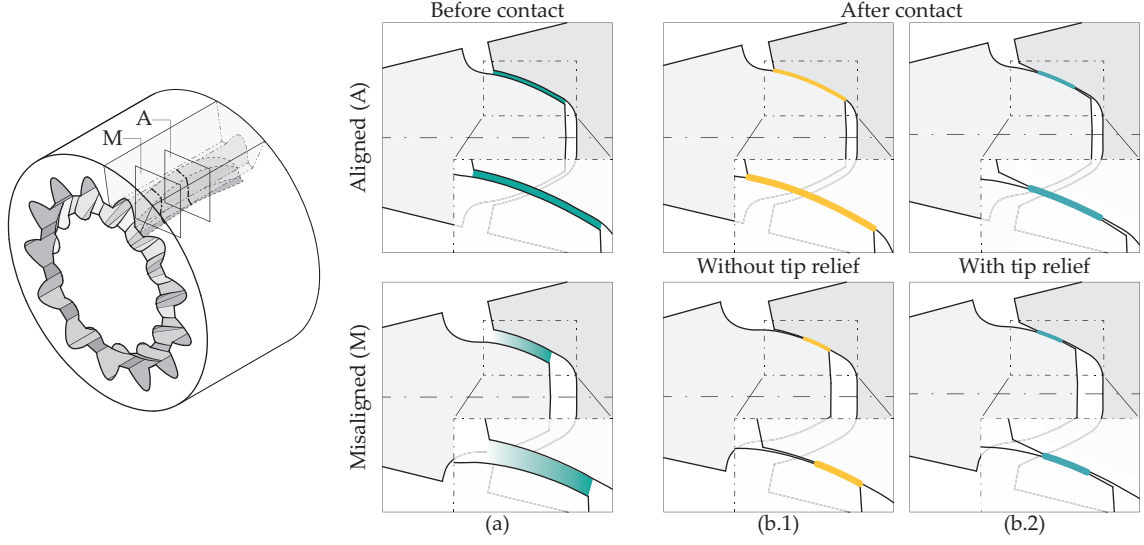 Before contact
After contact
A
M
Aligned (A)
Without tip relief
With tip relief
Misaligned (M)
(a)
(b.1)
(b.2)